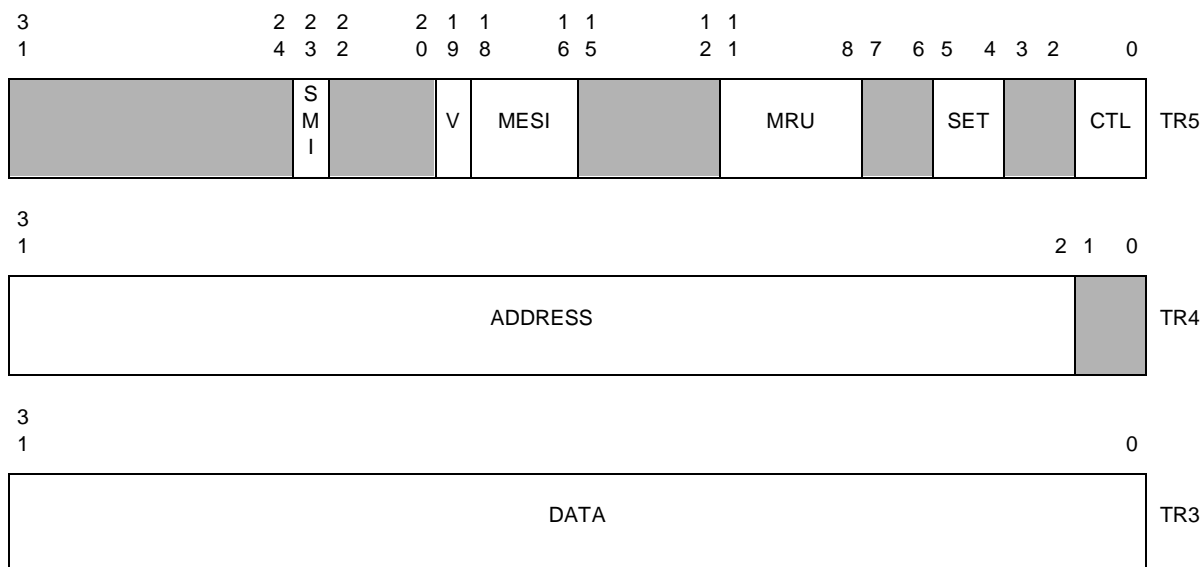 3 2 2 2 2 1 1 1 1 1 1
1 4 3 2 0 9 8 6 5 2 1 8 7 6 5 4 3 2 0
SMI V MESI MRU SET CTL TR5
3
1 2 1 0
ADDRESS TR4
3
1 0
DATA TR3